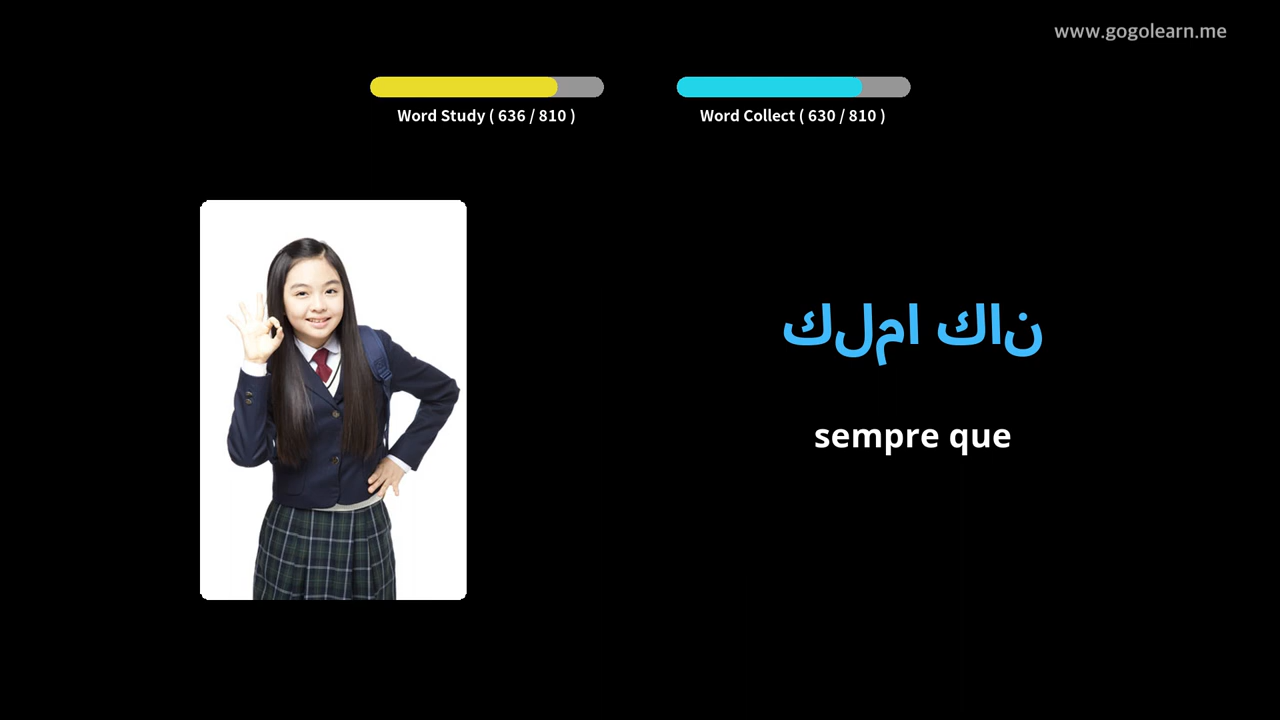 www.gogolearn.me
Word Study ( 636 / 810 )
Word Collect ( 630 / 810 )
كلما كان
sempre que